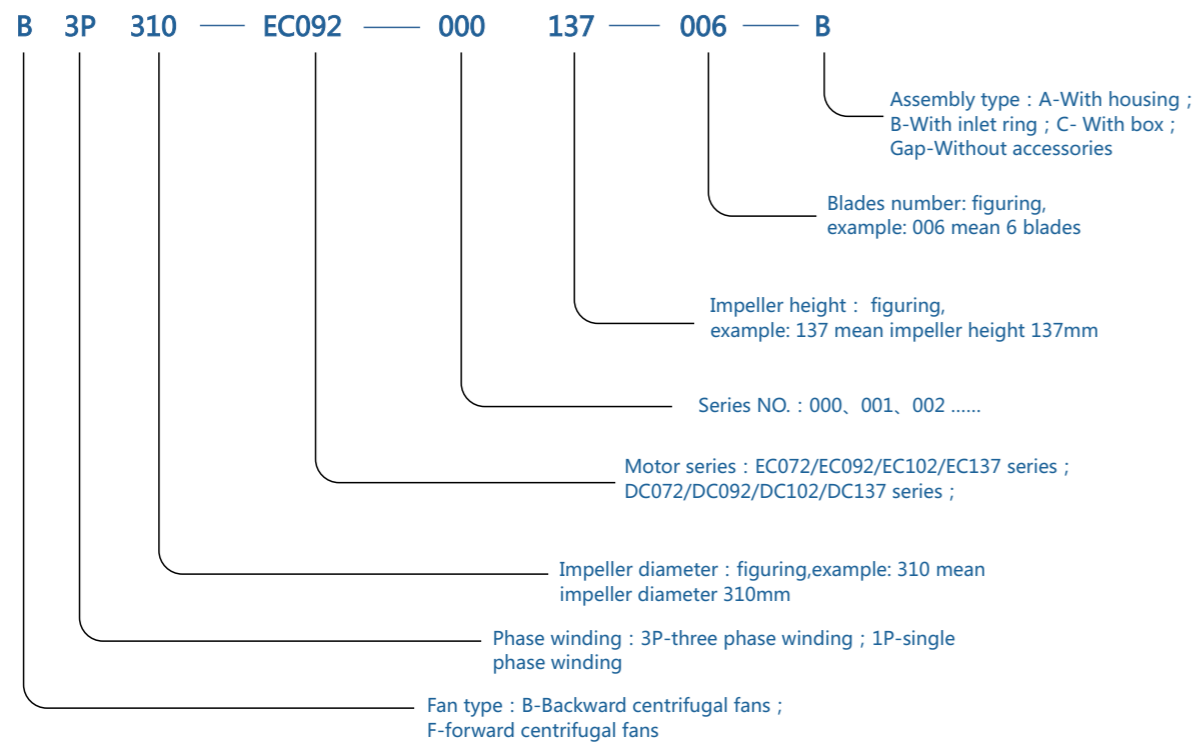 B 3P 310 — EC092 — 000 137 — 006 — B
Assembly type：A-With housing；
B-With inlet ring；C- With box；
Gap-Without accessories
Blades number: figuring,
example: 006 mean 6 blades
Impeller height： figuring,
example: 137 mean impeller height 137mm
Series NO.：000、001、002 ......
Motor series：EC072/EC092/EC102/EC137 series；
DC072/DC092/DC102/DC137 series；
Impeller diameter：figuring,example: 310 mean
impeller diameter 310mm
Phase winding：3P-three phase winding；1P-single
phase winding
Fan type：B-Backward centrifugal fans；
F-forward centrifugal fans